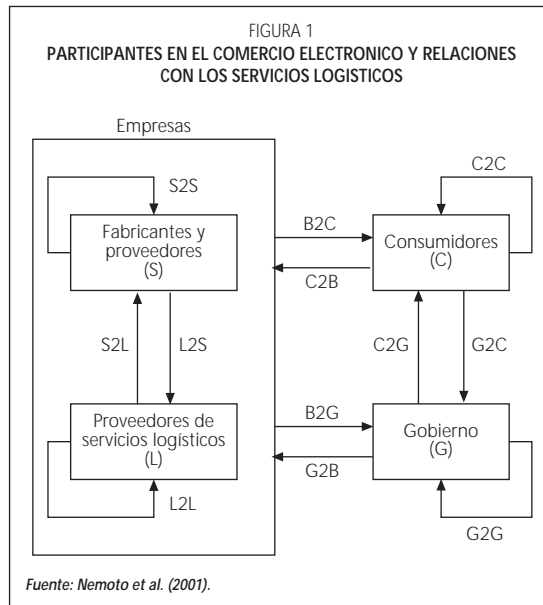 FIGURA 1
PARTICIPANTES EN EL COMERCIO ELECTRONICO Y RELACIONES
CON LOS SERVICIOS LOGISTICOS
Empresas
S2S
Fabricantes y
proveedores
(S)
S2L
L2S
Proveedores de
servicios logísticos
(L)
L2L
B2C
C2B
B2G
G2B
C2C
Consumidores
(C)
C2G
G2C
Gobierno
(G)
G2G
Fuente: Nemoto et al. (2001).